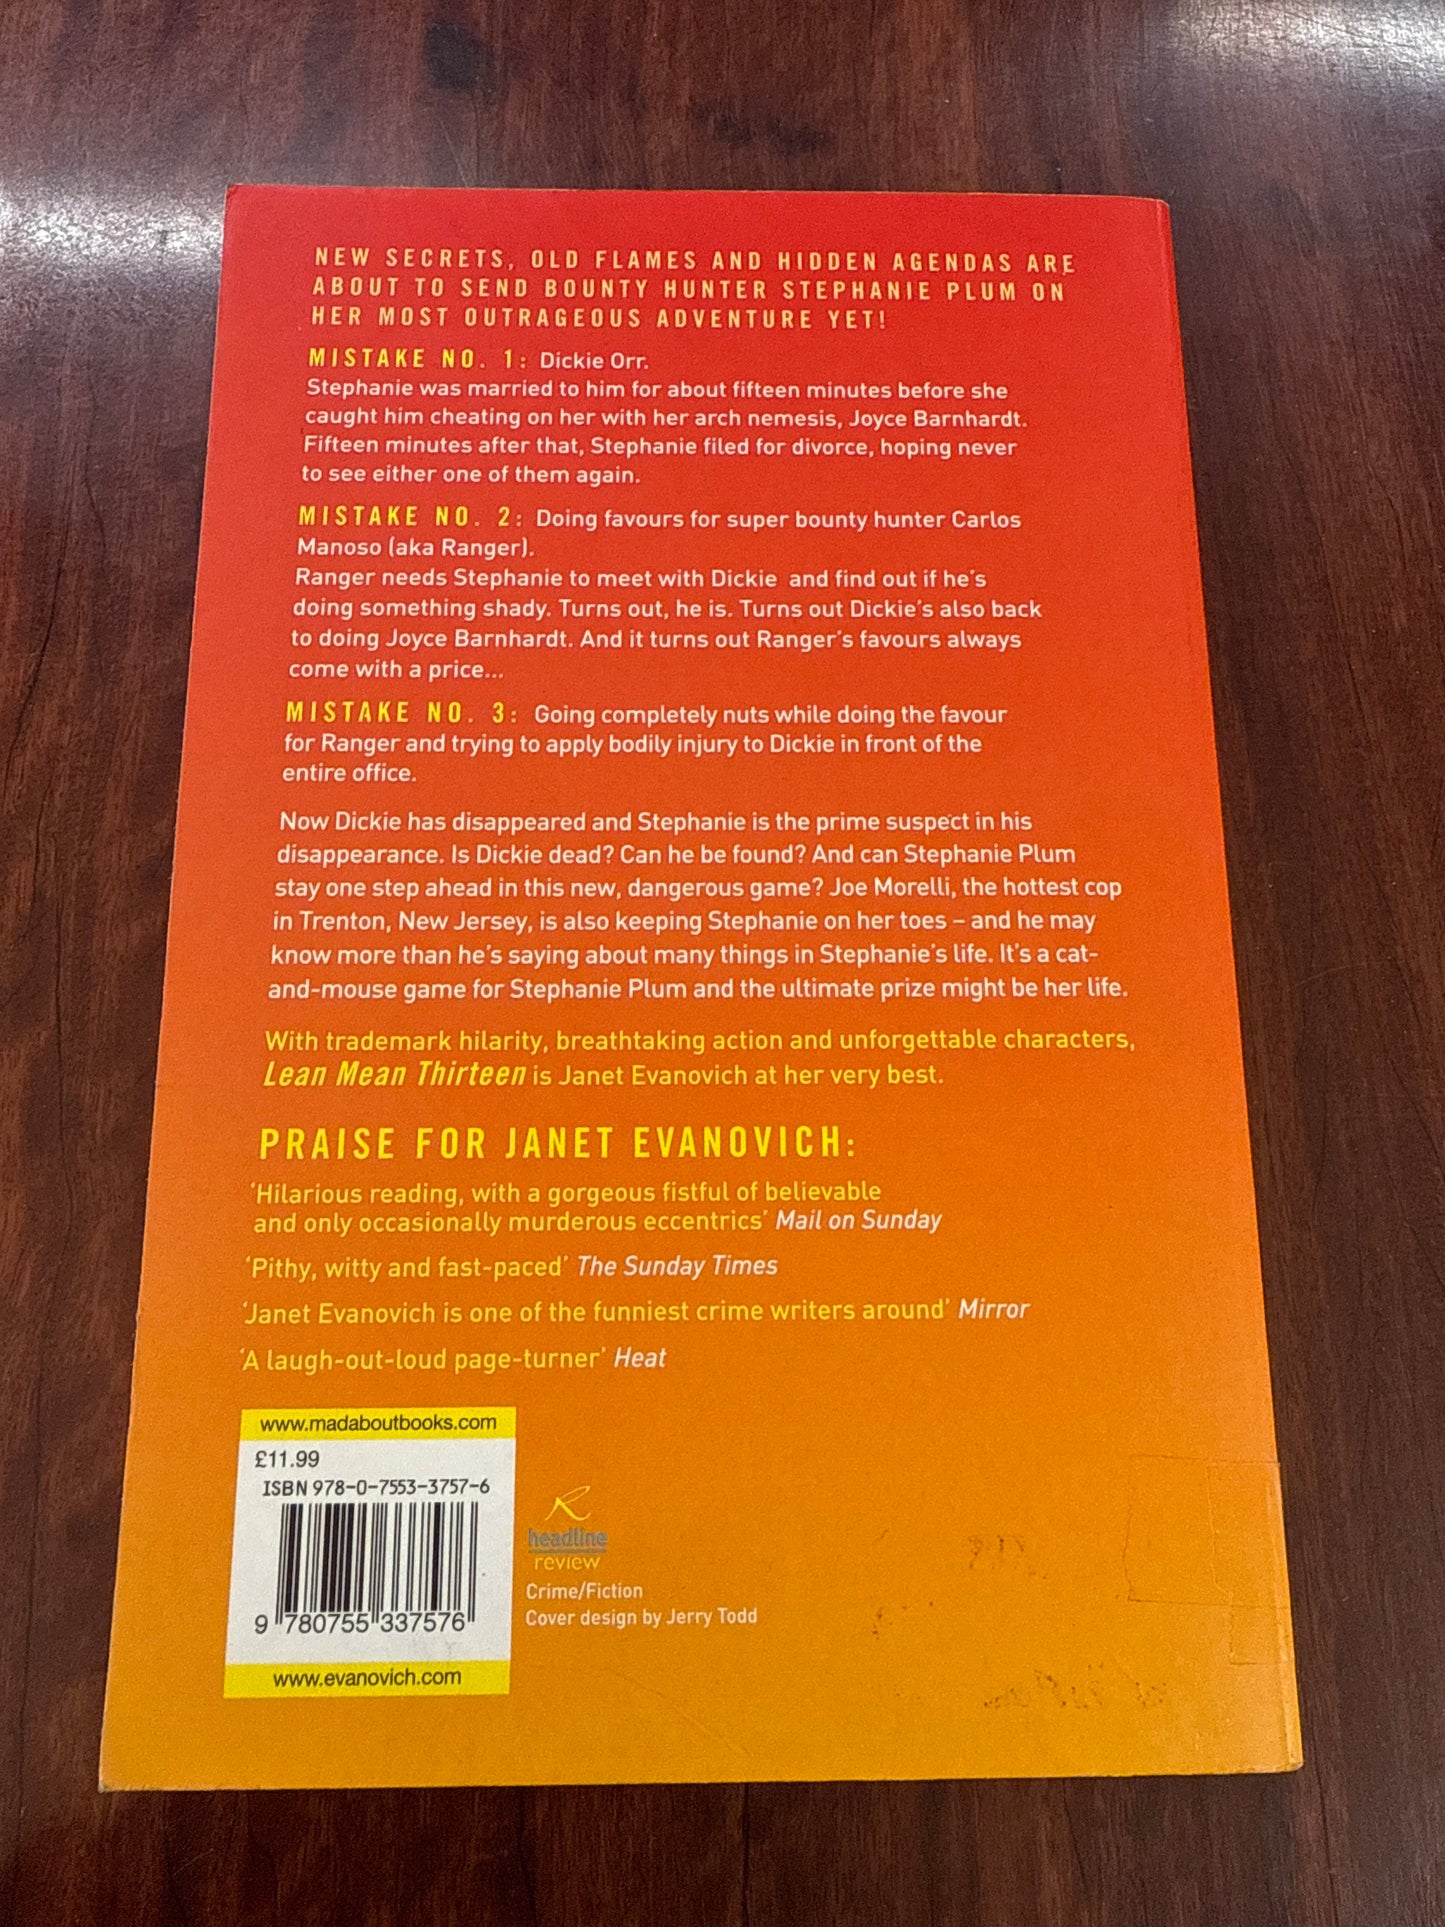 NEW SECRETS, OLD FLAMES AND HIDDEN AGENDAS ARE
ABOUT TO SEND BOUNTY HUNTER STEPHANIE PLUM ON
HER MOST OUTRAGEOUS ADVENTURE YET!
MISTAKE NO. 1: Dickie Orr.
Stephanie was married to him for about fifteen minutes before she
caught him cheating on her with her arch nemesis, Joyce Barnhardt.
Fifteen minutes after that, Stephanie filed for divorce, hoping never
to see either one of them again.
MISTAKE NO. 2: Doing favours for super bounty hunter Carlos
Manoso (aka Ranger).
Ranger needs Stephanie to meet with Dickie and find out if he's
doing something shady. Turns out, he is. Turns out Dickie's also back
to doing Joyce Barnhardt. And it turns out Ranger's favours always
come with a price...
MISTAKE NO. 3: Going completely nuts while doing the favour
for Ranger and trying to apply bodily injury to Dickie in front of the
entire office.
Now Dickie has disappeared and Stephanie is the prime suspect in his
disappearance. Is Dickie dead? Can he be found? And can Stephanie Plum
stay one step ahead in this new, dangerous game? Joe Morelli, the hottest cop
in Trenton, New Jersey, is also keeping Stephanie on her toes – and he may
know more than he's saying about many things in Stephanie's life. It's a cat-
and-mouse game for Stephanie Plum and the ultimate prize might be her life.
With trademark hilarity, breathtaking action and unforgettable characters,
Lean Mean Thirteen is Janet Evanovich at her very best.
PRAISE FOR JANET EVANOVICH:
'Hilarious reading, with a gorgeous fistful of believable
and only occasionally murderous eccentrics' Mail on Sunday
'Pithy, witty and fast-paced' The Sunday Times
'Janet Evanovich is one of the funniest crime writers around' Mirror
'A laugh-out-loud page-turner' Heat
www.madaboutbooks.com
£11.99
ISBN 978-0-7553-3757-6
9 780755 337576
www.evanovich.com
R
headline
review
Crime/Fiction
Cover design by Jerry Todd